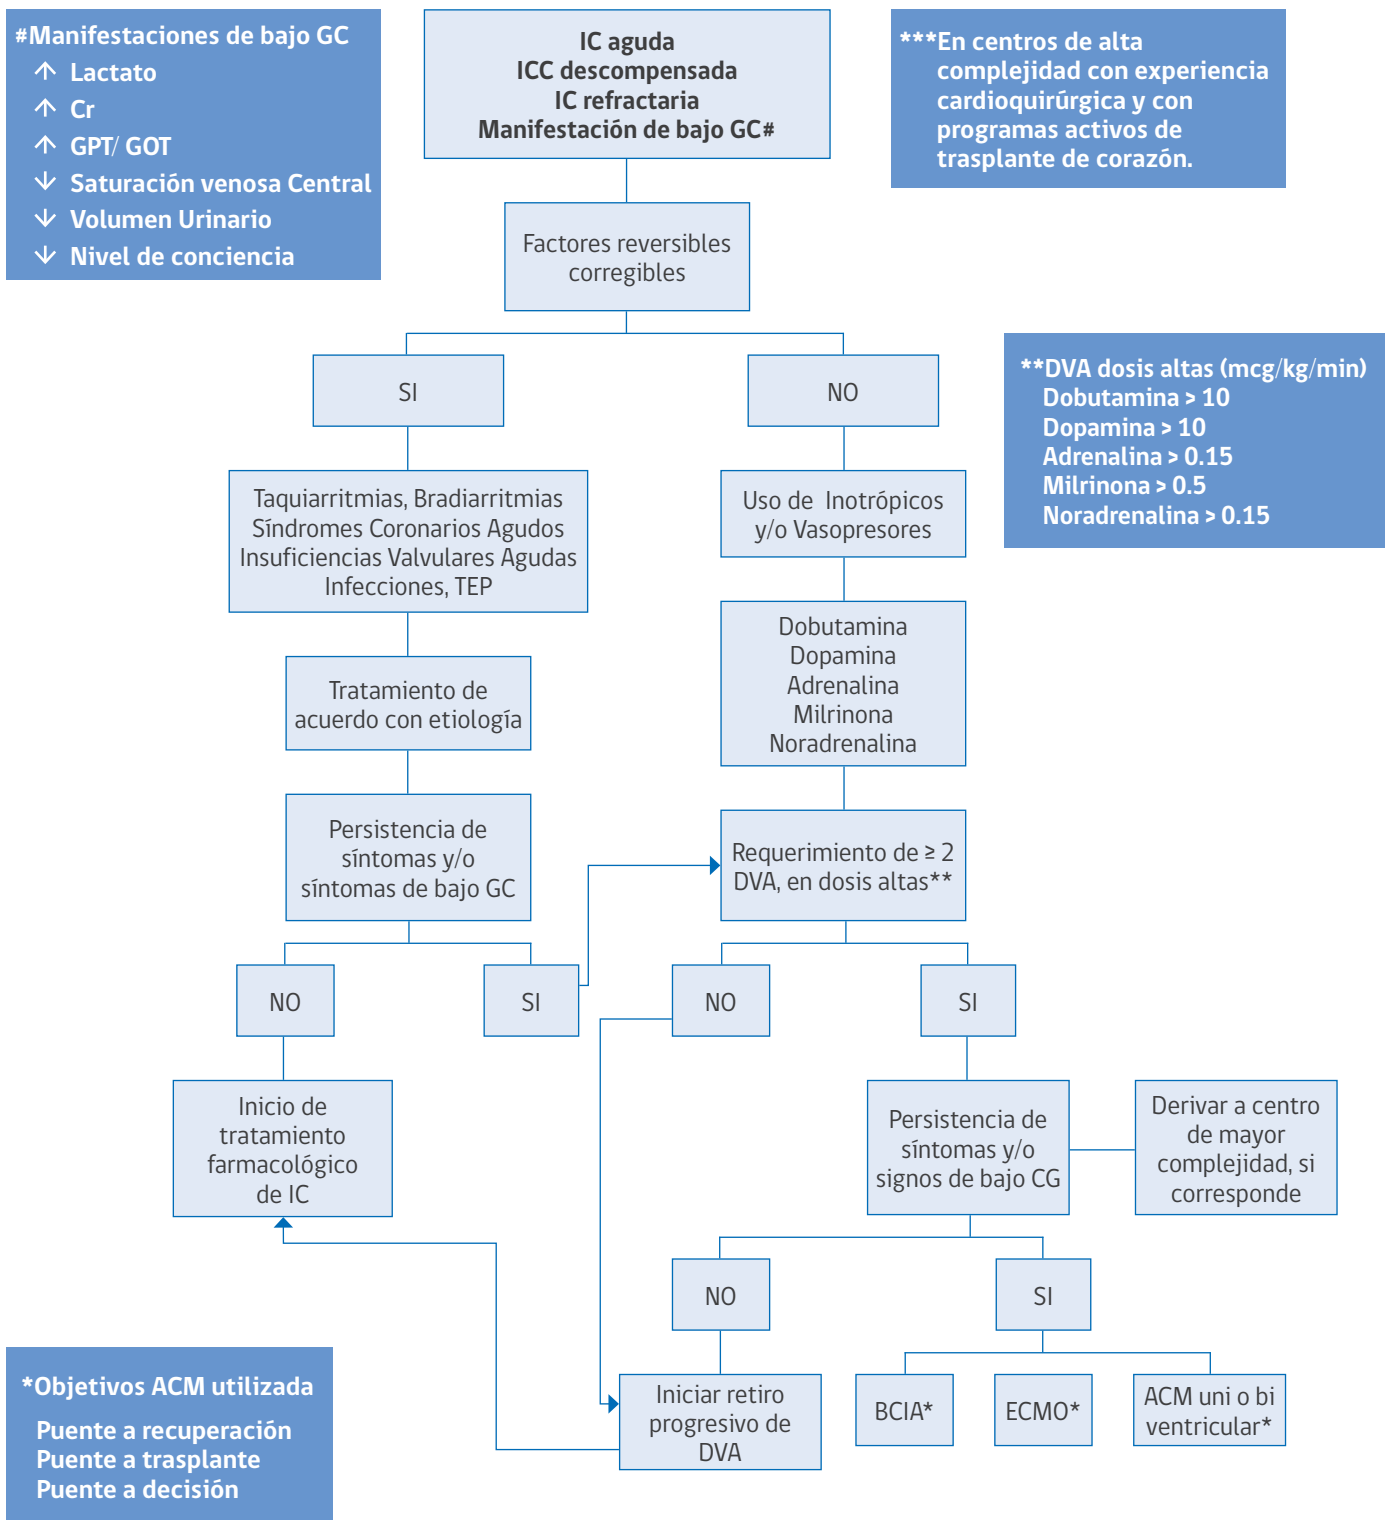 #Manifestaciones de bajo GC
↑ Lactato
↑ Cr
↑ GPT/ GOT
↓ Saturación venosa Central
↓ Volumen Urinario
↓ Nivel de conciencia
IC aguda
ICC descompensada
IC refractaria
Manifestación de bajo GC#
***En centros de alta
complejidad con experiencia
cardioquirúrgica y con
programas activos de
trasplante de corazón.
Factores reversibles
corregibles
SI
NO
**DVA dosis altas (mcg/kg/min)
Dobutamina > 10
Dopamina > 10
Adrenalina > 0.15
Milrinona > 0.5
Noradrenalina > 0.15
Taquiarritmias, Bradiarritmias
Síndromes Coronarios Agudos
Insuficiencias Valvulares Agudas
Infecciones, TEP
Uso de Inotrópicos
y/o Vasopresores
Tratamiento de
acuerdo con etiología
Dobutamina
Dopamina
Adrenalina
Milrinona
Noradrenalina
Persistencia de
síntomas y/o
síntomas de bajo GC
Requerimiento de ≥ 2
DVA, en dosis altas**
NO
SI
NO
SI
Inicio de
tratamiento
farmacológico
de IC
Persistencia de
síntomas y/o
signos de bajo CG
Derivar a centro
de mayor
complejidad, si
corresponde
NO
SI
*Objetivos ACM utilizada
Puente a recuperación
Puente a trasplante
Puente a decisión
Iniciar retiro
progresivo de
DVA
BCIA*
ECMO*
ACM uni o bi
ventricular*